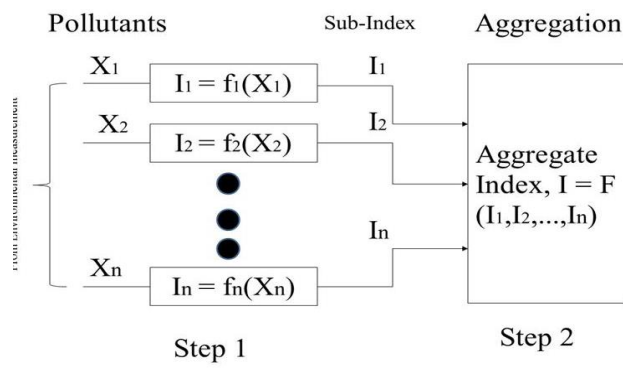 Pollutants
Sub-Index
Aggregation
X1
I1 = f1(X1)
I1
X2
I2 = f2(X2)
I2
Aggregate
Index, I = F
(I1,I2,...,In)
In
Xn
In = fn(Xn)
Step 1
Step 2